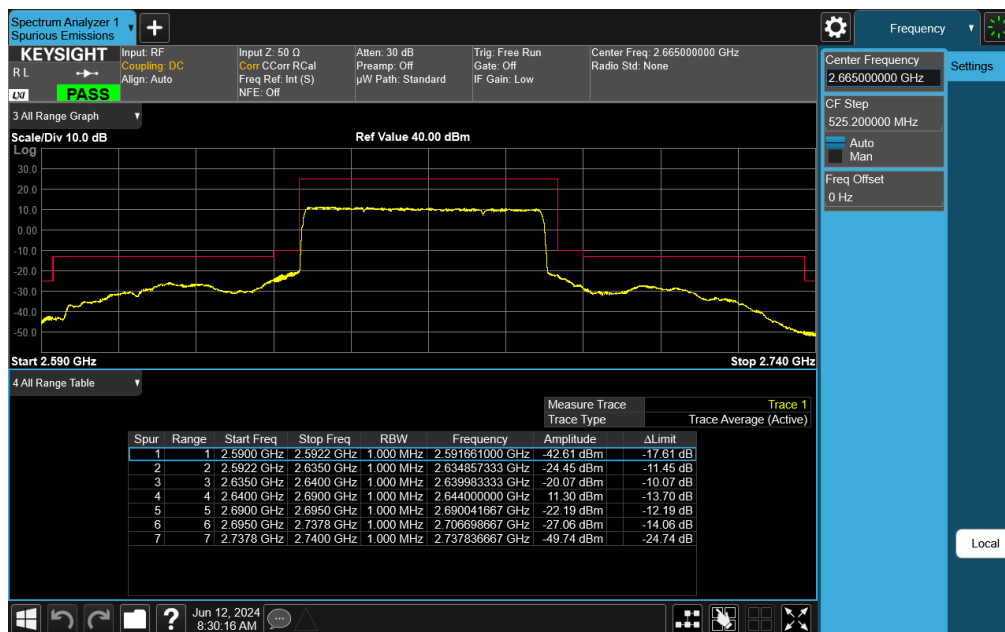 Spectrum Analyzer 1
Spurious Emissions
Frequency
KEYSIGHT
R L
LXI
PASS
Input: RF
Coupling: DC
Align: Auto
Input Z: 50 Ω
Corr CCorr RCal
Freq Ref: Int (S)
NFE: Off
Atten: 30 dB
Preamp: Off
µW Path: Standard
Trig: Free Run
Gate: Off
IF Gain: Low
Center Freq: 2.665000000 GHz
Radio Std: None
Center Frequency
2.665000000 GHz
Settings
CF Step
525.200000 MHz
Auto
Man
Freq Offset
0 Hz
3 All Range Graph
Scale/Div 10.0 dB
Ref Value 40.00 dBm
Log
30.0
20.0
10.0
0.00
-10.0
-20.0
-30.0
-40.0
-50.0
Start 2.590 GHz
Stop 2.740 GHz
4 All Range Table
Measure Trace Trace 1
Trace Type Trace Average (Active)
Spur Range Start Freq Stop Freq RBW Frequency Amplitude ΔLimit
1 1 2.5900 GHz 2.5922 GHz 1.000 MHz 2.591661000 GHz -42.61 dBm -17.61 dB
2 2 2.5922 GHz 2.6350 GHz 1.000 MHz 2.634857333 GHz -24.45 dBm -11.45 dB
3 3 2.6350 GHz 2.6400 GHz 1.000 MHz 2.639983333 GHz -20.07 dBm -10.07 dB
4 4 2.6400 GHz 2.6900 GHz 1.000 MHz 2.644000000 GHz 11.30 dBm -13.70 dB
5 5 2.6900 GHz 2.6950 GHz 1.000 MHz 2.690041667 GHz -22.19 dBm -12.19 dB
6 6 2.6950 GHz 2.7378 GHz 1.000 MHz 2.706698667 GHz -27.06 dBm -14.06 dB
7 7 2.7378 GHz 2.7400 GHz 1.000 MHz 2.737836667 GHz -49.74 dBm -24.74 dB
Local
Jun 12, 2024
8:30:16 AM